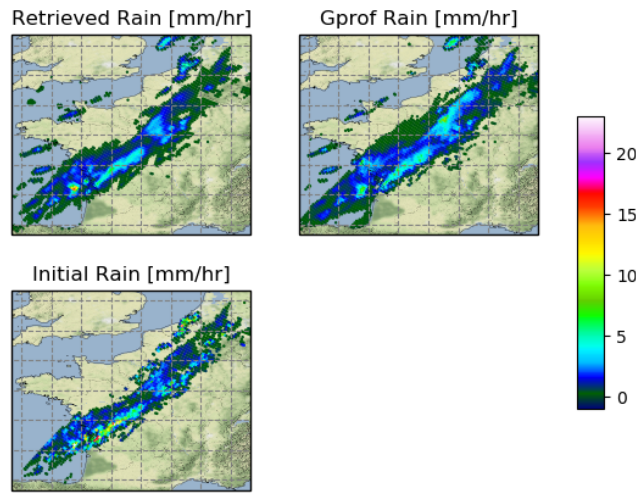 Retrieved Rain [mm/hr]
Gprof Rain [mm/hr]
20
15
10
5
0
Initial Rain [mm/hr]